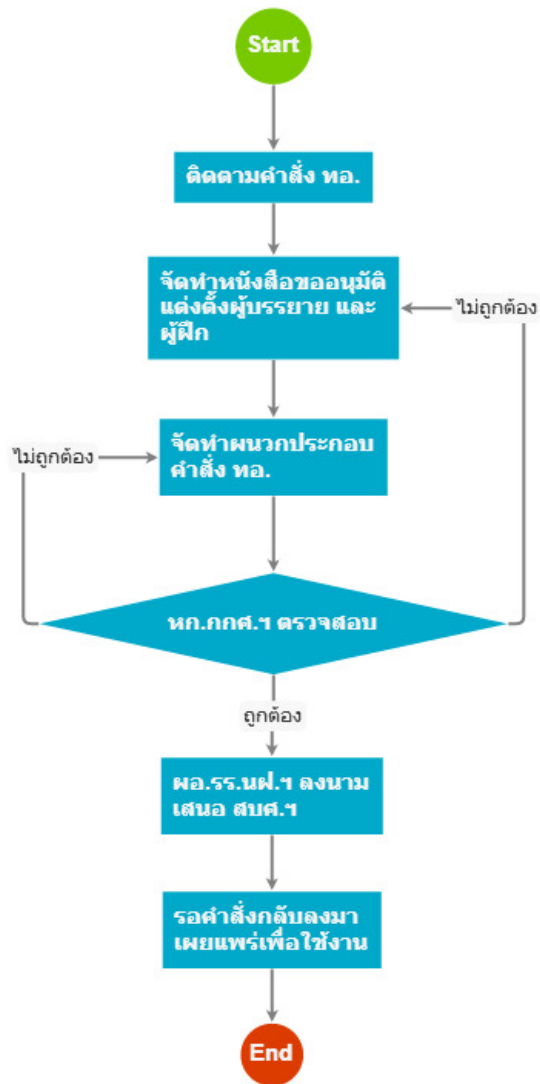 Start
ติดตามคำสั่ง ทอ.
จัดทำหนังสือขออนุมัติ
แต่งตั้งผู้บรรยาย และ
ผู้ฝึก
ไม่ถูกต้อง
จัดทำผนวกประกอบ
คำสั่ง ทอ.
ไม่ถูกต้อง
หก.กกศ.ฯ ตรวจสอบ
ถูกต้อง
ผอ.รร.นฝ.ฯ ลงนาม
เสนอ สบศ.ฯ
รอคำสั่งกลับลงมา
เผยแพร่เพื่อใช้งาน
End